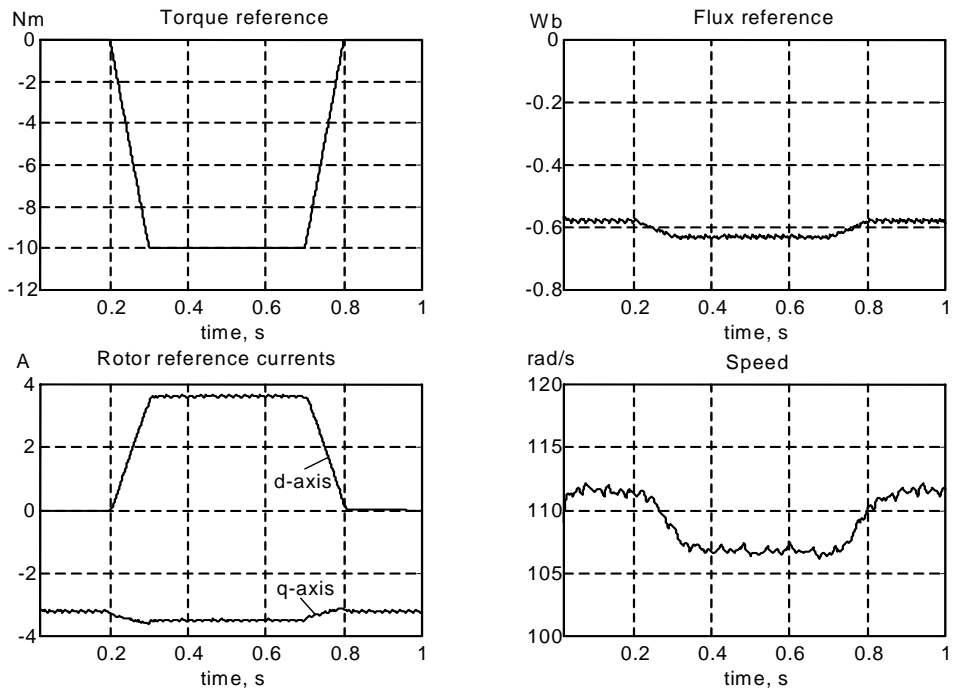 Nm Torque reference
0
-2
-4
-6
-8
-10
-12
0.2 0.4 0.6 0.8 1
time, s
Wb Flux reference
0
-0.2
-0.4
-0.6
-0.8
0.2 0.4 0.6 0.8 1
time, s
A Rotor reference currents
4
2
0
-2
-4
d-axis
q-axis
0.2 0.4 0.6 0.8 1
time, s
rad/s Speed
120
115
110
105
100
0.2 0.4 0.6 0.8 1
time, s